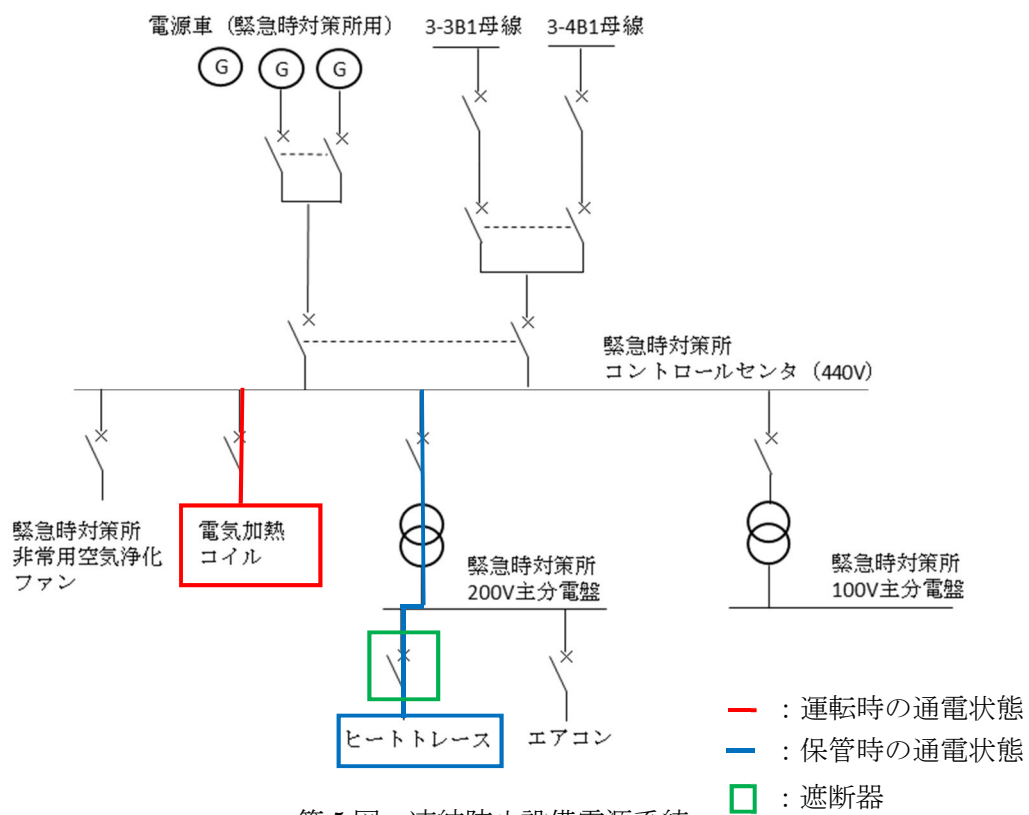 電源車（緊急時対策所用）
3-3B1母線
3-4B1母線
G
G
G
緊急時対策所
コントロールセンタ（440V）
緊急時対策所
非常用空気浄化
ファン
電気加熱
コイル
緊急時対策所
200V主分電盤
緊急時対策所
100V主分電盤
ヒートトレース
エアコン
：運転時の通電状態
：保管時の通電状態
：遮断器